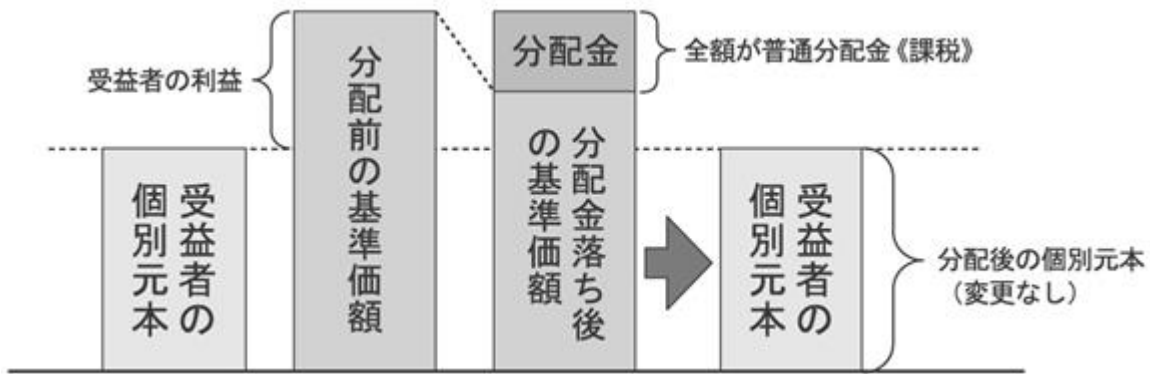 受益者の利益
受益者の
個別元本
分配前の基準価額
分配金
全額が普通分配金《課税》
分配金落ち後
の基準価額
受益者の
個別元本
分配後の個別元本
（変更なし）